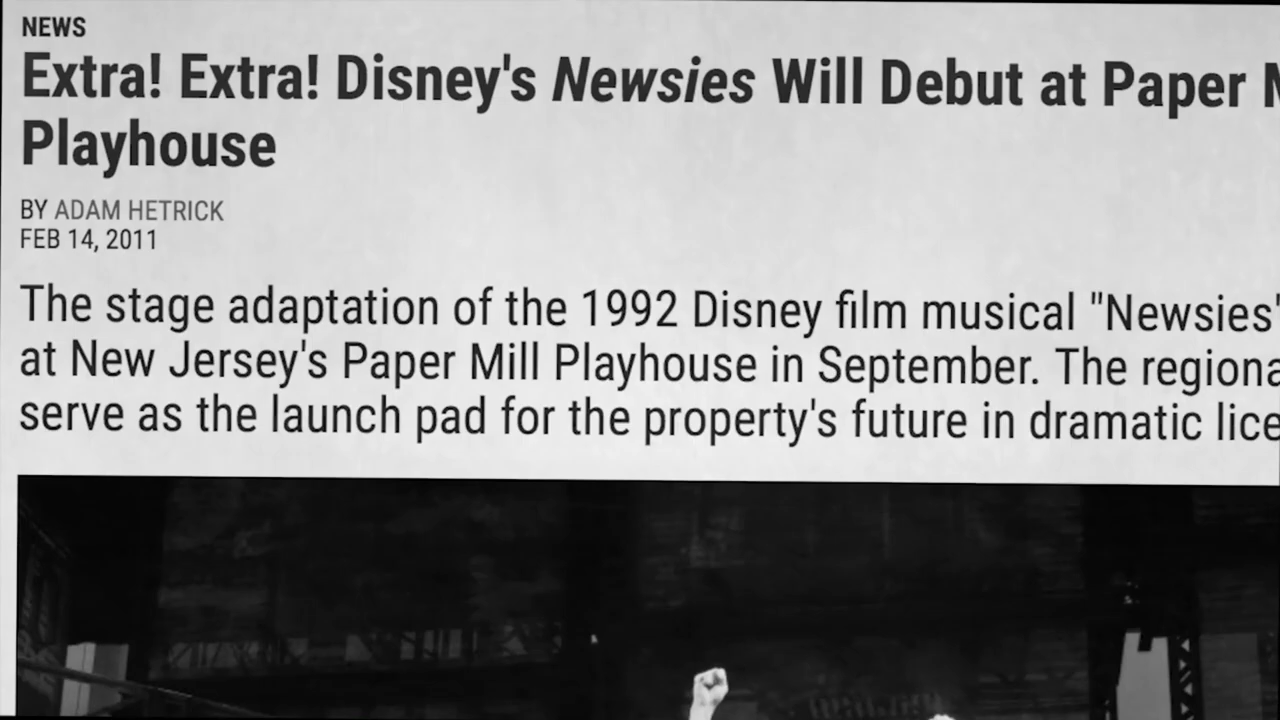 NEWS
Extra! Extra! Disney's Newsies Will Debut at Paper
Playhouse
BY ADAM HETRICK
FEB 14, 2011
The stage adaptation of the 1992 Disney film musical "Newsies"
at New Jersey's Paper Mill Playhouse in September. The
serve as the launch pad for the property's future in dramatic